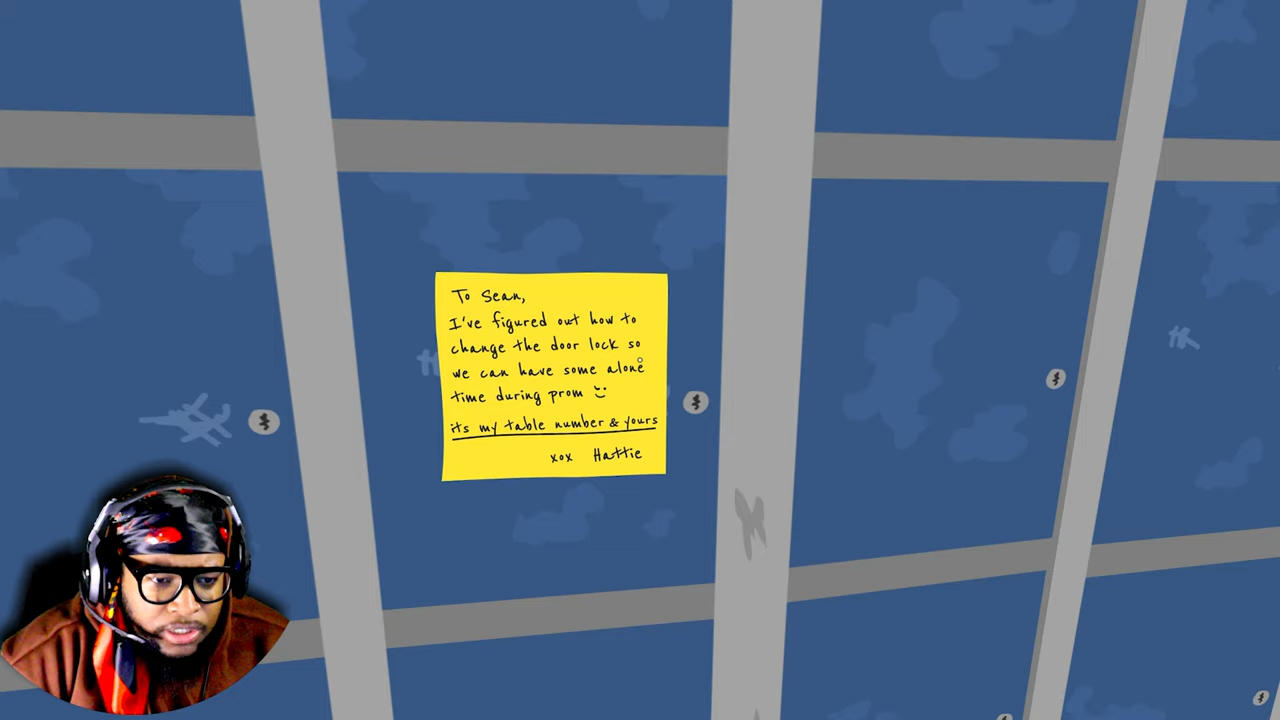 To Sean,
I've figured out how to
change the door lock so
we can have some alone
time during prom
its my table number & yours
xox Hattie